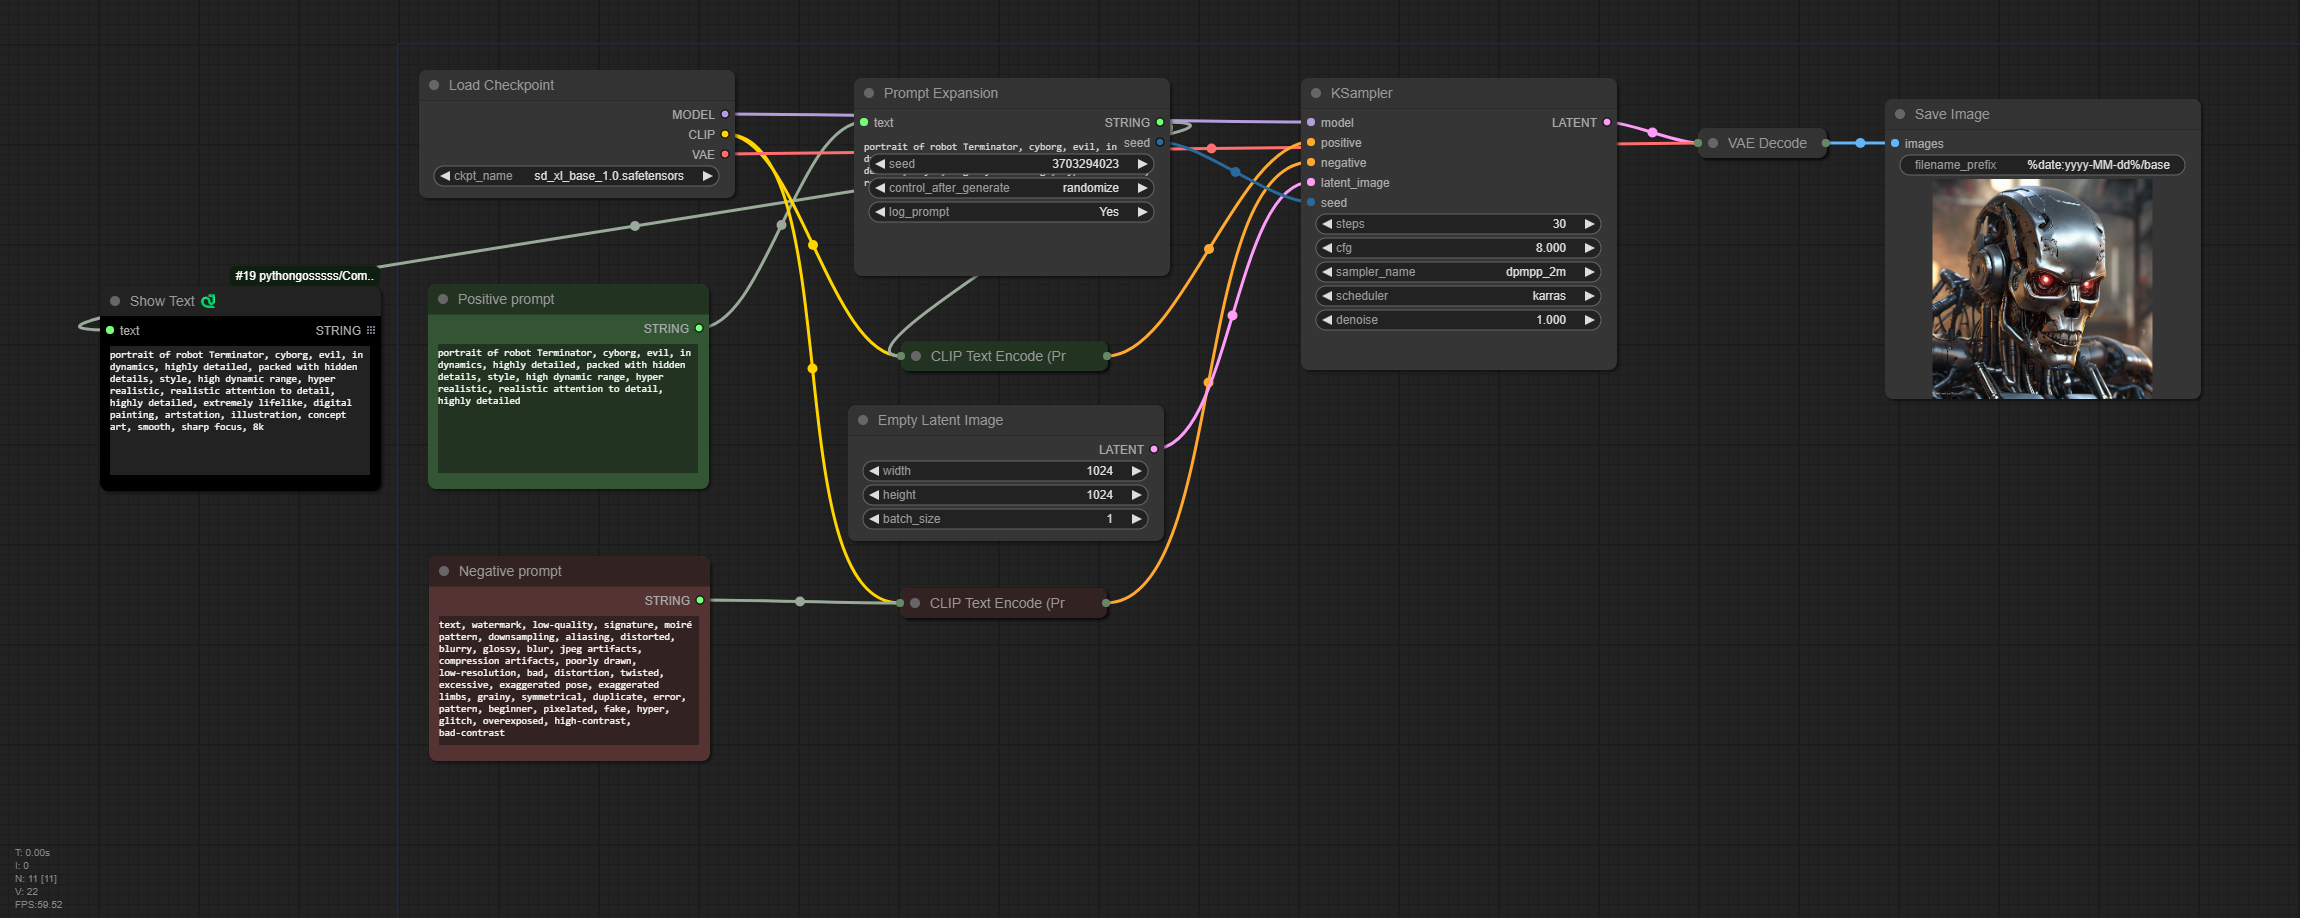 Load Checkpoint
MODEL
CLIP
VAE
ckpt_name sd_xl_base_1.0.safetensors
Prompt Expansion
text STRING
portrait of robot Terminator, cyborg, evil, in
seed
seed 3703294023
control_after_generate randomize
log_prompt Yes
KSampler
model LATENT
positive
negative
latent_image
seed
steps 30
cfg 8.000
sampler_name dpmpp_2m
scheduler karras
denoise 1.000
VAE Decode
Save Image
images
filename_prefix %date:yyyy-MM-dd%/base
#19 pythongosssss/Com..
Show Text
text STRING
portrait of robot Terminator, cyborg, evil, in
dynamics, highly detailed, packed with hidden
details, style, high dynamic range, hyper
realistic, realistic attention to detail,
highly detailed, extremely lifelike, digital
painting, artstation, illustration, concept
art, smooth, sharp focus, 8k
Positive prompt
STRING
portrait of robot Terminator, cyborg, evil, in
dynamics, highly detailed, packed with hidden
details, style, high dynamic range, hyper
realistic, realistic attention to detail,
highly detailed
CLIP Text Encode (Pr
Empty Latent Image
LATENT
width 1024
height 1024
batch_size 1
Negative prompt
STRING
text, watermark, low-quality, signature, moiré
pattern, downsampling, aliasing, distorted,
blurry, glossy, blur, jpeg artifacts,
compression artifacts, poorly drawn,
low-resolution, bad, distortion, twisted,
excessive, exaggerated pose, exaggerated
limbs, grainy, symmetrical, duplicate, error,
pattern, beginner, pixelated, fake, hyper,
glitch, overexposed, high-contrast,
bad-contrast
CLIP Text Encode (Pr
T: 0.00s
I: 0
N: 11 [11]
V: 22
FPS:59.52